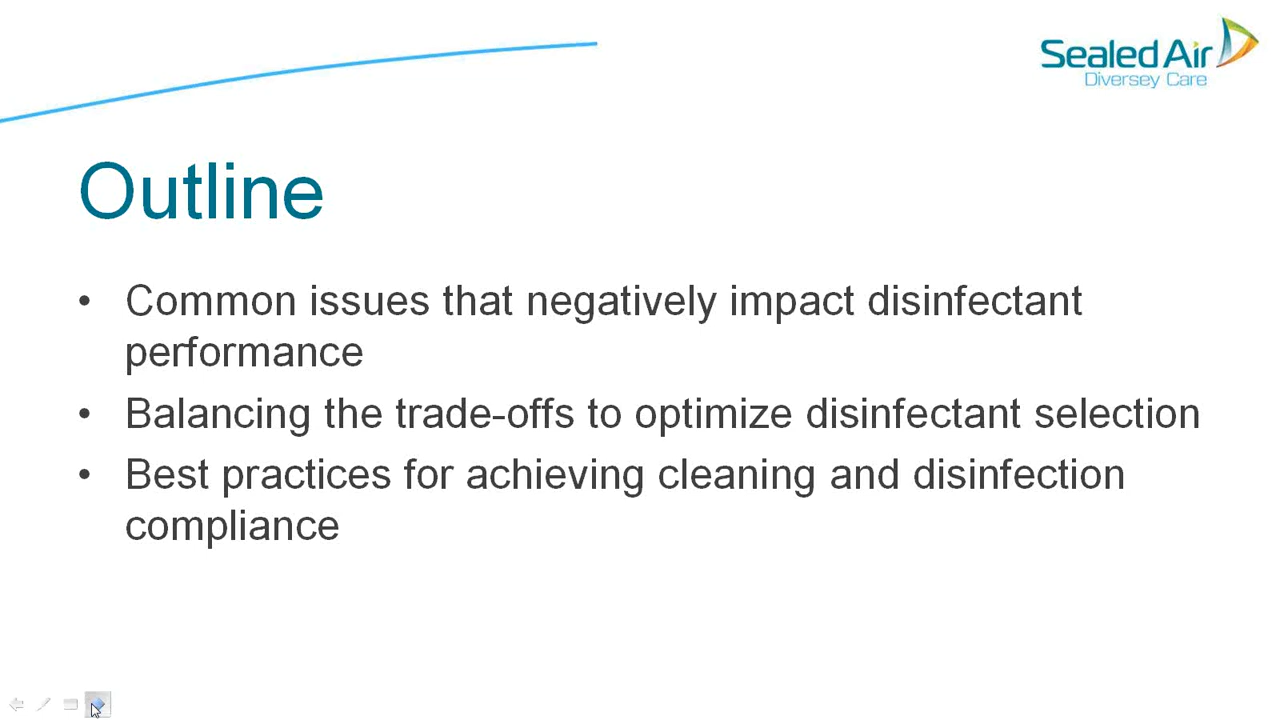 Sealed Air
Diversey Care
Outline
• Common issues that negatively impact disinfectant
performance
• Balancing the trade-offs to optimize disinfectant selection
• Best practices for achieving cleaning and disinfection
compliance